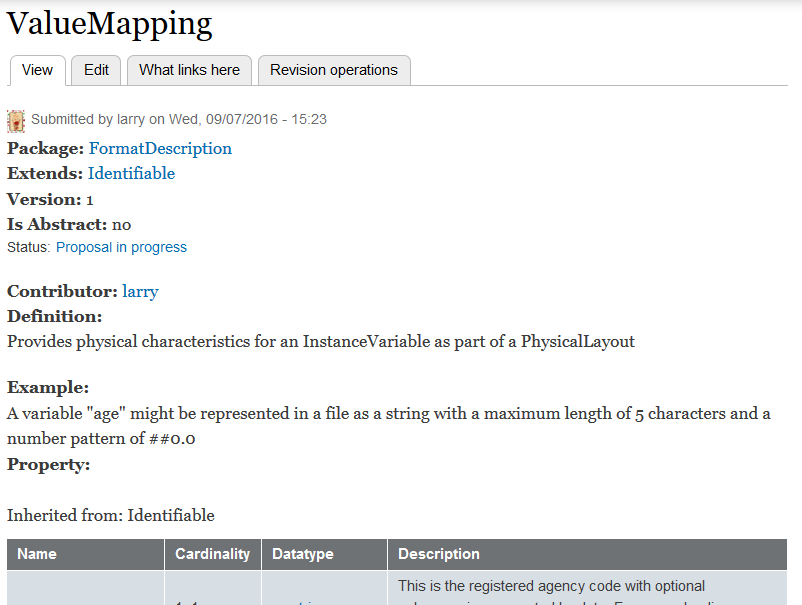 ValueMapping
View Edit What links here Revision operations
Submitted by larry on Wed, 09/07/2016 - 15:23
Package: FormatDescription
Extends: Identifiable
Version: 1
Is Abstract: no
Status: Proposal in progress
Contributor: larry
Definition:
Provides physical characteristics for an InstanceVariable as part of a PhysicalLayout
Example:
A variable "age" might be represented in a file as a string with a maximum length of 5 characters and a
number pattern of ##0.0
Property:
Inherited from: Identifiable
Name Cardinality Datatype Description
This is the registered agency code with optional